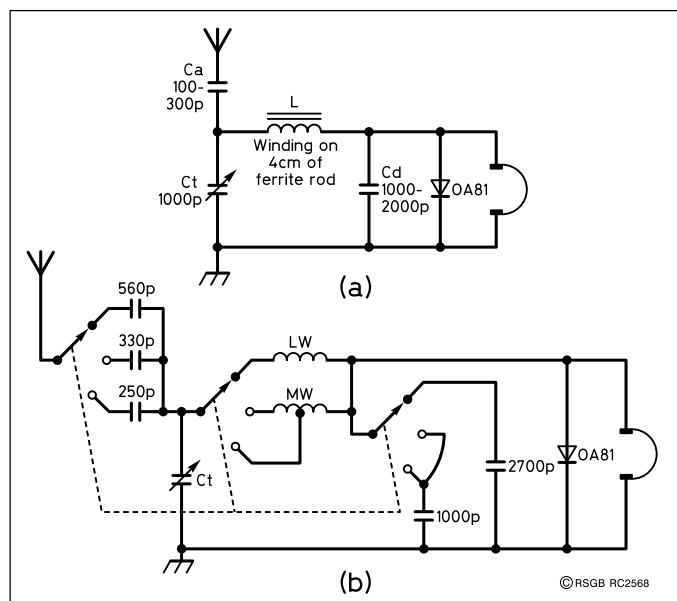 Ca
100-
300p
L
Winding on
4cm of
ferrite rod
Ct
1000p
Cd
1000-
2000p
OA81
(a)
560p
330p
250p
LW
MW
Ct
1000p
2700p
OA81
(b)
©RSGB RC2568